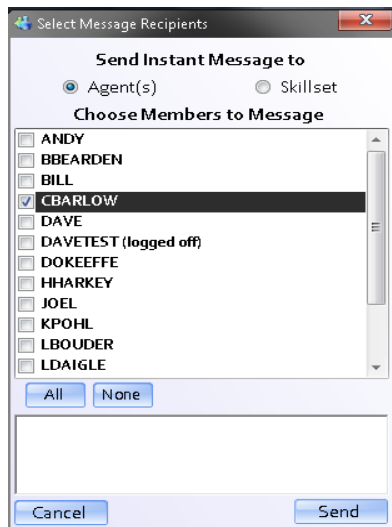 Select Message Recipients
Send Instant Message to
Agent(s) Skillset
Choose Members to Message
ANDY
BBEARDEN
BILL
CBARLOW
DAVE
DAVETEST (logged off)
DOKEEFFE
HHARKEY
JOEL
KPOHL
LBOUDER
LDAIGLE
All None
Cancel Send